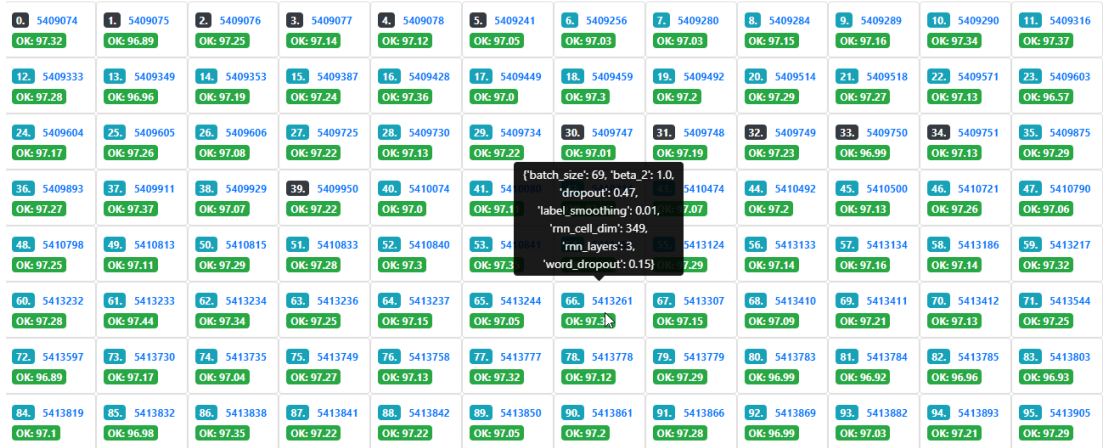 0. 5409074 1. 5409075 2. 5409076 3. 5409077 4. 5409078 5. 5409241 6. 5409256 7. 5409280 8. 5409284 9. 5409289 10. 5409290 11. 5409316
OK: 97.32 OK: 96.89 OK: 97.25 OK: 97.14 OK: 97.12 OK: 97.05 OK: 97.03 OK: 97.03 OK: 97.15 OK: 97.16 OK: 97.34 OK: 97.37
12. 5409333 13. 5409349 14. 5409353 15. 5409387 16. 5409428 17. 5409449 18. 5409459 19. 5409492 20. 5409514 21. 5409518 22. 5409571 23. 5409603
OK: 97.28 OK: 96.96 OK: 97.19 OK: 97.24 OK: 97.36 OK: 97.0 OK: 97.3 OK: 97.2 OK: 97.29 OK: 97.27 OK: 97.13 OK: 96.57
24. 5409604 25. 5409605 26. 5409606 27. 5409725 28. 5409730 29. 5409734 30. 5409747 31. 5409748 32. 5409749 33. 5409750 34. 5409751 35. 5409875
OK: 97.17 OK: 97.26 OK: 97.08 OK: 97.22 OK: 97.13 OK: 97.22 OK: 97.01 OK: 97.19 OK: 97.23 OK: 96.99 OK: 97.13 OK: 97.29
{'batch_size': 69, 'beta_2': 1.0,
'dropout': 0.47,
'label_smoothing': 0.01,
'rnn_cell_dim': 349,
'rnn_layers': 3,
'word_dropout': 0.15}
36. 5409893 37. 5409911 38. 5409929 39. 5409950 40. 5410074 41. 44. 5410492 45. 5410500 46. 5410721 47. 5410790
OK: 97.27 OK: 97.37 OK: 97.07 OK: 97.22 OK: 97.0 OK: 97.2 OK: 97.13 OK: 97.26 OK: 97.06
48. 5410798 49. 5410813 50. 5410815 51. 5410833 52. 5410840 53. 56. 5413133 57. 5413134 58. 5413186 59. 5413217
OK: 97.25 OK: 97.11 OK: 97.29 OK: 97.28 OK: 97.3 OK: 97.14 OK: 97.16 OK: 97.14 OK: 97.32
60. 5413232 61. 5413233 62. 5413234 63. 5413236 64. 5413237 65. 5413244 66. 5413261 67. 5413307 68. 5413410 69. 5413411 70. 5413412 71. 5413544
OK: 97.28 OK: 97.44 OK: 97.34 OK: 97.25 OK: 97.15 OK: 97.05 OK: OK: 97.15 OK: 97.09 OK: 97.21 OK: 97.13 OK: 97.25
72. 5413597 73. 5413730 74. 5413735 75. 5413749 76. 5413758 77. 5413777 78. 5413778 79. 5413779 80. 5413783 81. 5413784 82. 5413785 83. 5413803
OK: 96.89 OK: 97.17 OK: 97.04 OK: 97.27 OK: 97.13 OK: 97.32 OK: 97.12 OK: 97.29 OK: 96.99 OK: 96.92 OK: 96.96 OK: 96.93
84. 5413819 85. 5413832 86. 5413838 87. 5413841 88. 5413842 89. 5413850 90. 5413861 91. 5413866 92. 5413869 93. 5413882 94. 5413893 95. 5413905
OK: 97.1 OK: 96.98 OK: 97.35 OK: 97.22 OK: 97.22 OK: 97.05 OK: 97.2 OK: 97.28 OK: 96.99 OK: 97.03 OK: 97.21 OK: 97.29